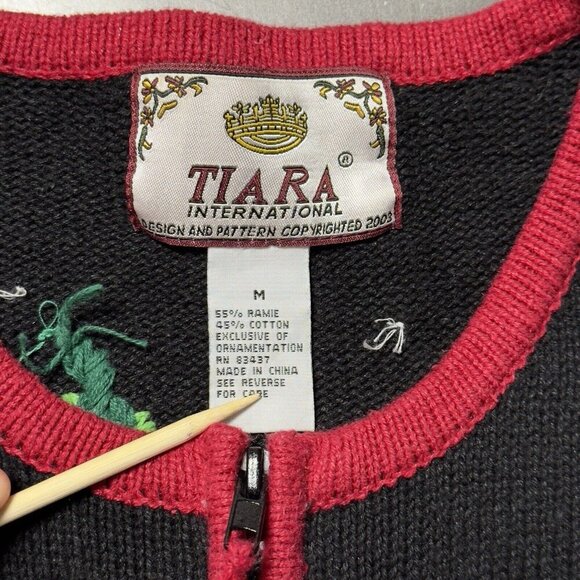 TIARA ®
INTERNATIONAL
DESIGN AND PATTERN COPYRIGHTED 2003
M
55% RAMIE
45% COTTON
EXCLUSIVE OF
ORNAMENTATION
RN 83437
MADE IN CHINA
SEE REVERSE
FOR CARE